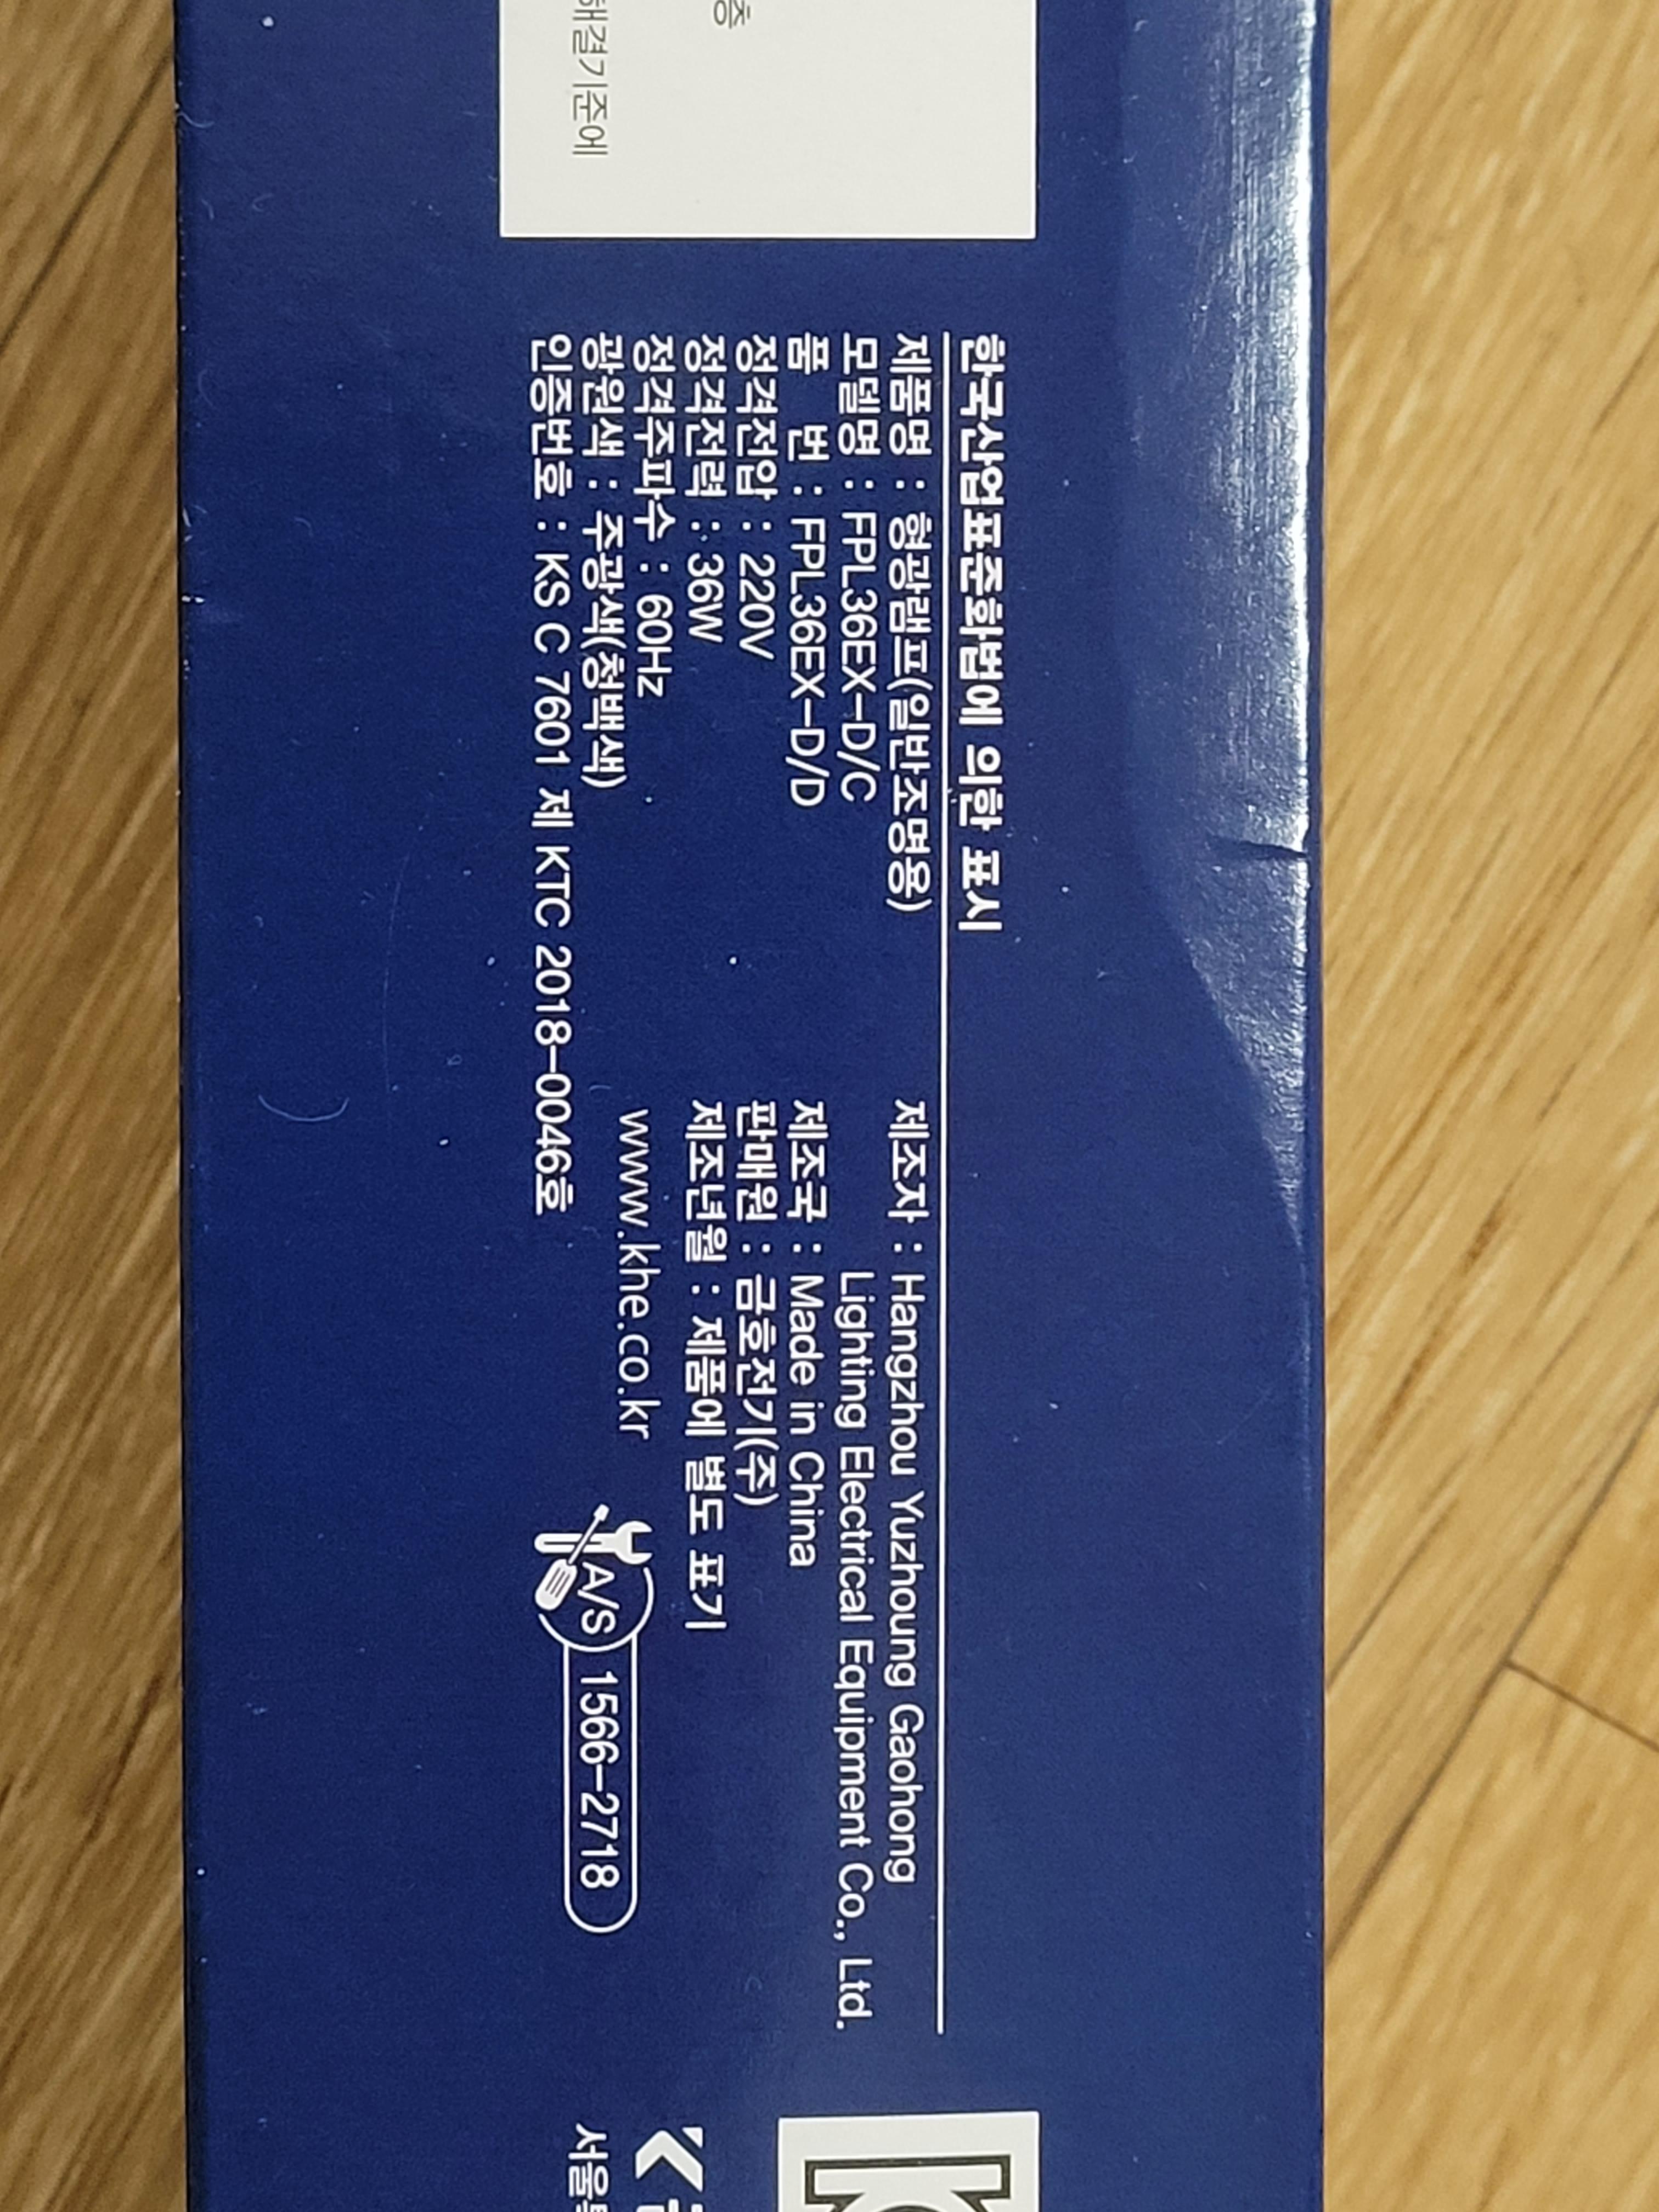 증
해결기준에
한국산업표준화법에 의한 표시
제품명 : 형광램프(일반조명용)
모델명 : FPL36EX-D/C
품 번 : FPL36EX-D/D
정격전압 : 220V
정격전력 : 36W
정격주파수 : 60Hz
광원색 : 주광색(청백색)
인증번호 : KS C 7601 제 KTC 2018-0046호
제조자 : Hangzhou Yuzhoung Gaohong
Lighting Electrical Equipment Co., Ltd.
제조국 : Made in China
판매원 : 금호전기(주)
제조년월 : 제품에 별도 표기
www.khe.co.kr
A/S 1566-2718